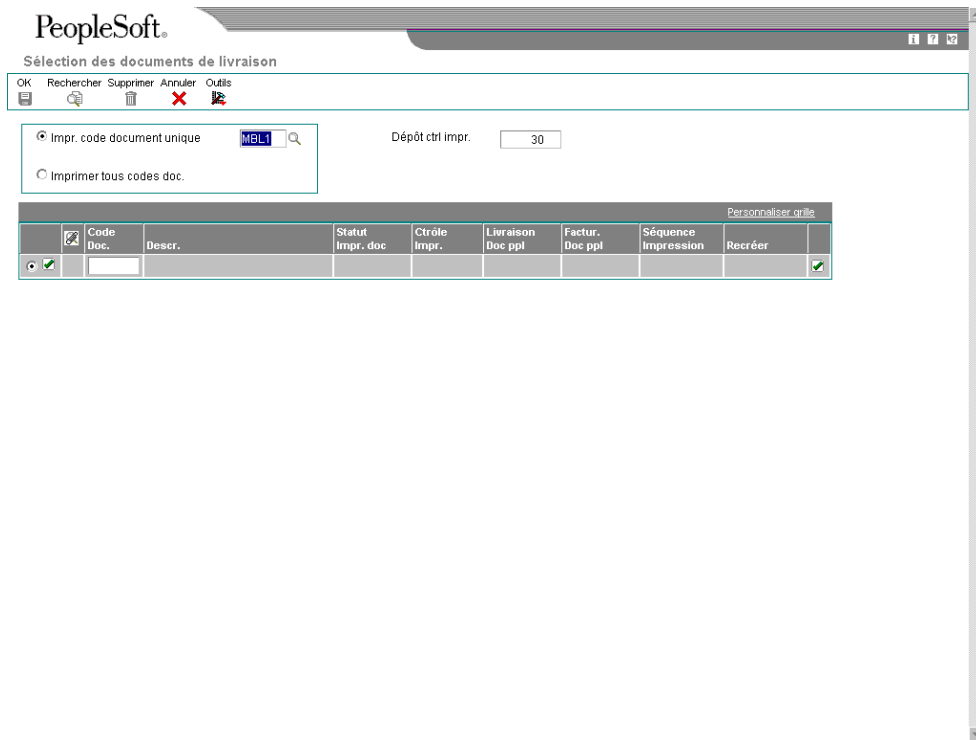 PeopleSoft.
Sélection des documents de livraison
OK Rechercher Supprimer Annuler Outils
Impr. code document unique MBL1 Dépôt ctrl impr. 30
Imprimer tous codes doc.
Personnaliser grille
Code Doc. Descr. Statut Impr. doc Ctrôle Impr. Livraison Doc ppl Factur. Doc ppl Séquence Impression Recréer